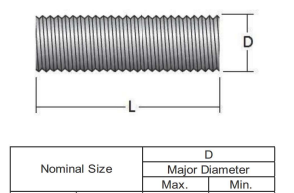 D
L
Nominal Size
D
Major Diameter
Max. Min.